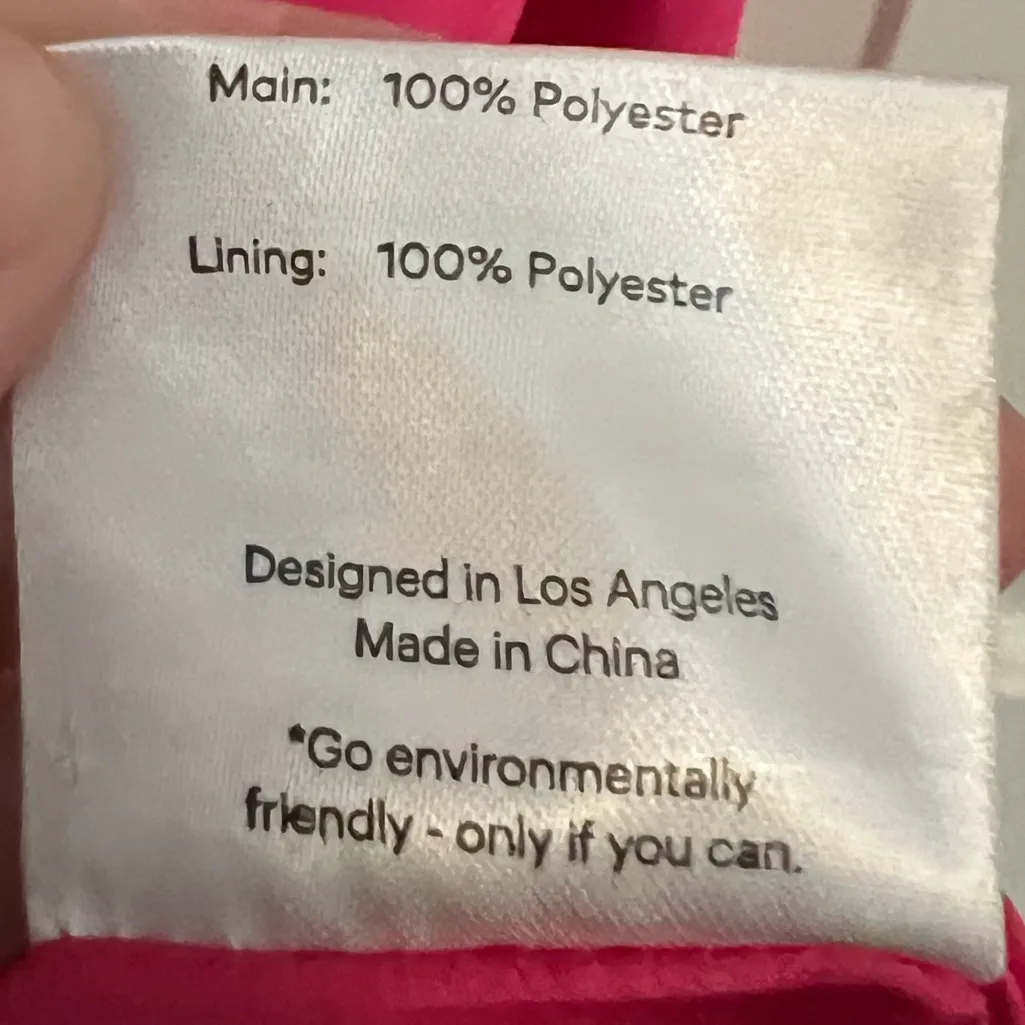 Main: 100% Polyester
Lining: 100% Polyester
Designed in Los Angeles
Made in China
*Go environmentally
friendly - only if you can.